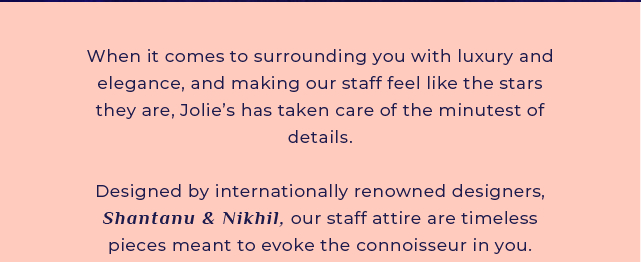 When it comes to surrounding you with luxury and
elegance, and making our staff feel like the stars
they are, Jolie’s has taken care of the minutest of
details.
Designed by internationally renowned designers,
Shantanu & Nikhil, our staff attire are timeless
pieces meant to evoke the connoisseur in you.